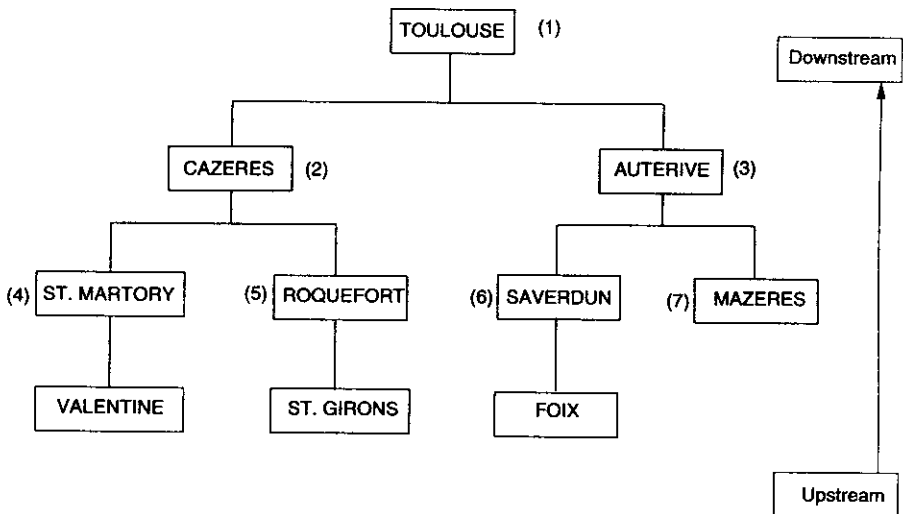 TOULOUSE (1)
Downstream
CAZERES (2)
AUTERIVE (3)
(4) ST. MARTORY
(5) ROQUEFORT
(6) SAVERDUN
(7) MAZERES
VALENTINE
ST. GIRONS
FOIX
Upstream